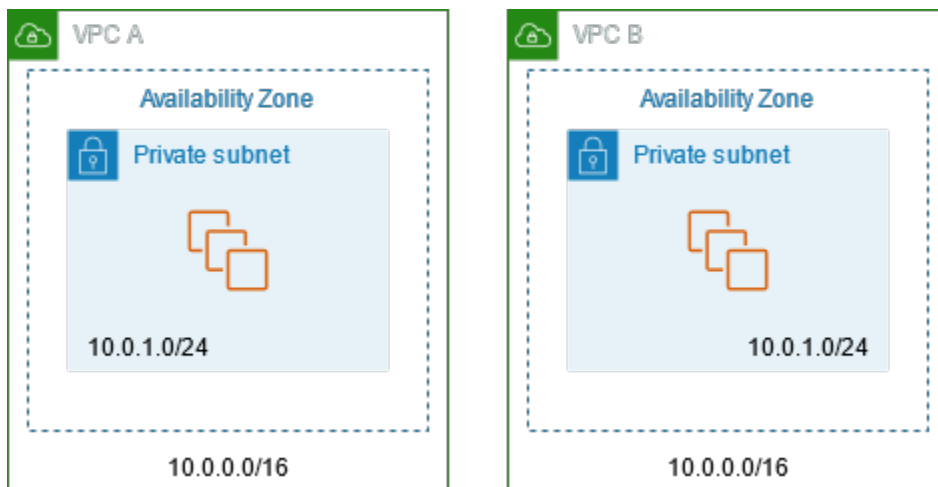 VPC A
Availability Zone
Private subnet
10.0.1.0/24
10.0.0.0/16
VPC B
Availability Zone
Private subnet
10.0.1.0/24
10.0.0.0/16